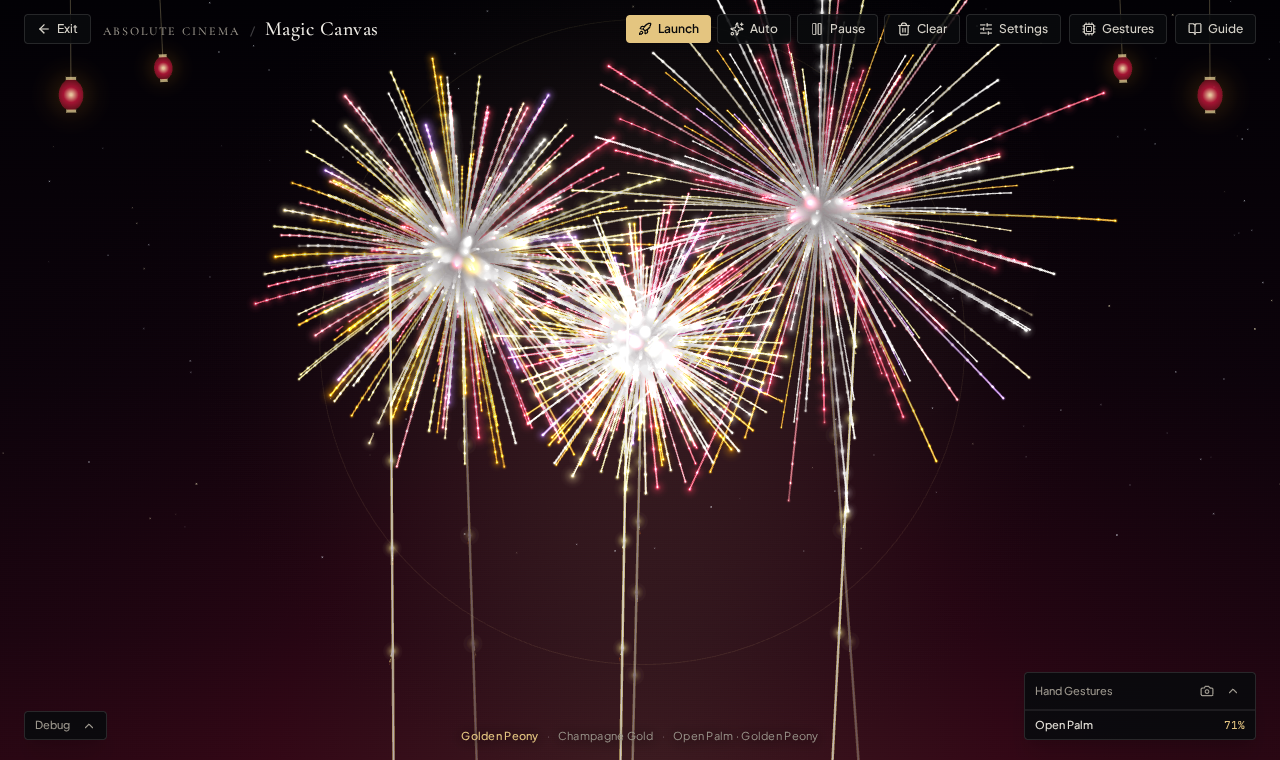 Exit
ABSOLUTE CINEMA / Magic Canvas
Launch
Auto
Pause
Clear
Settings
Gestures
Guide
Hand Gestures
Open Palm 71%
Debug
Golden Peony · Champagne Gold · Open Palm · Golden Peony